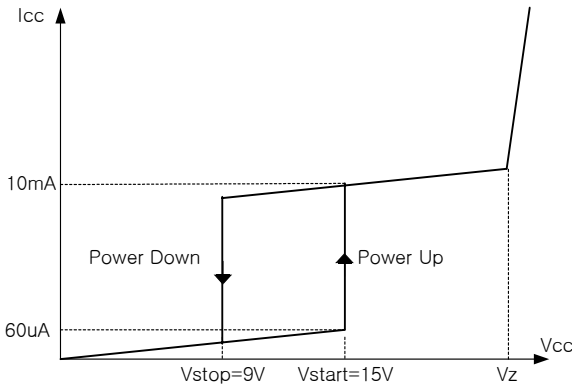 Icc
10mA
Power Down
Power Up
60uA
Vcc
Vstop=9V
Vstart=15V
Vz